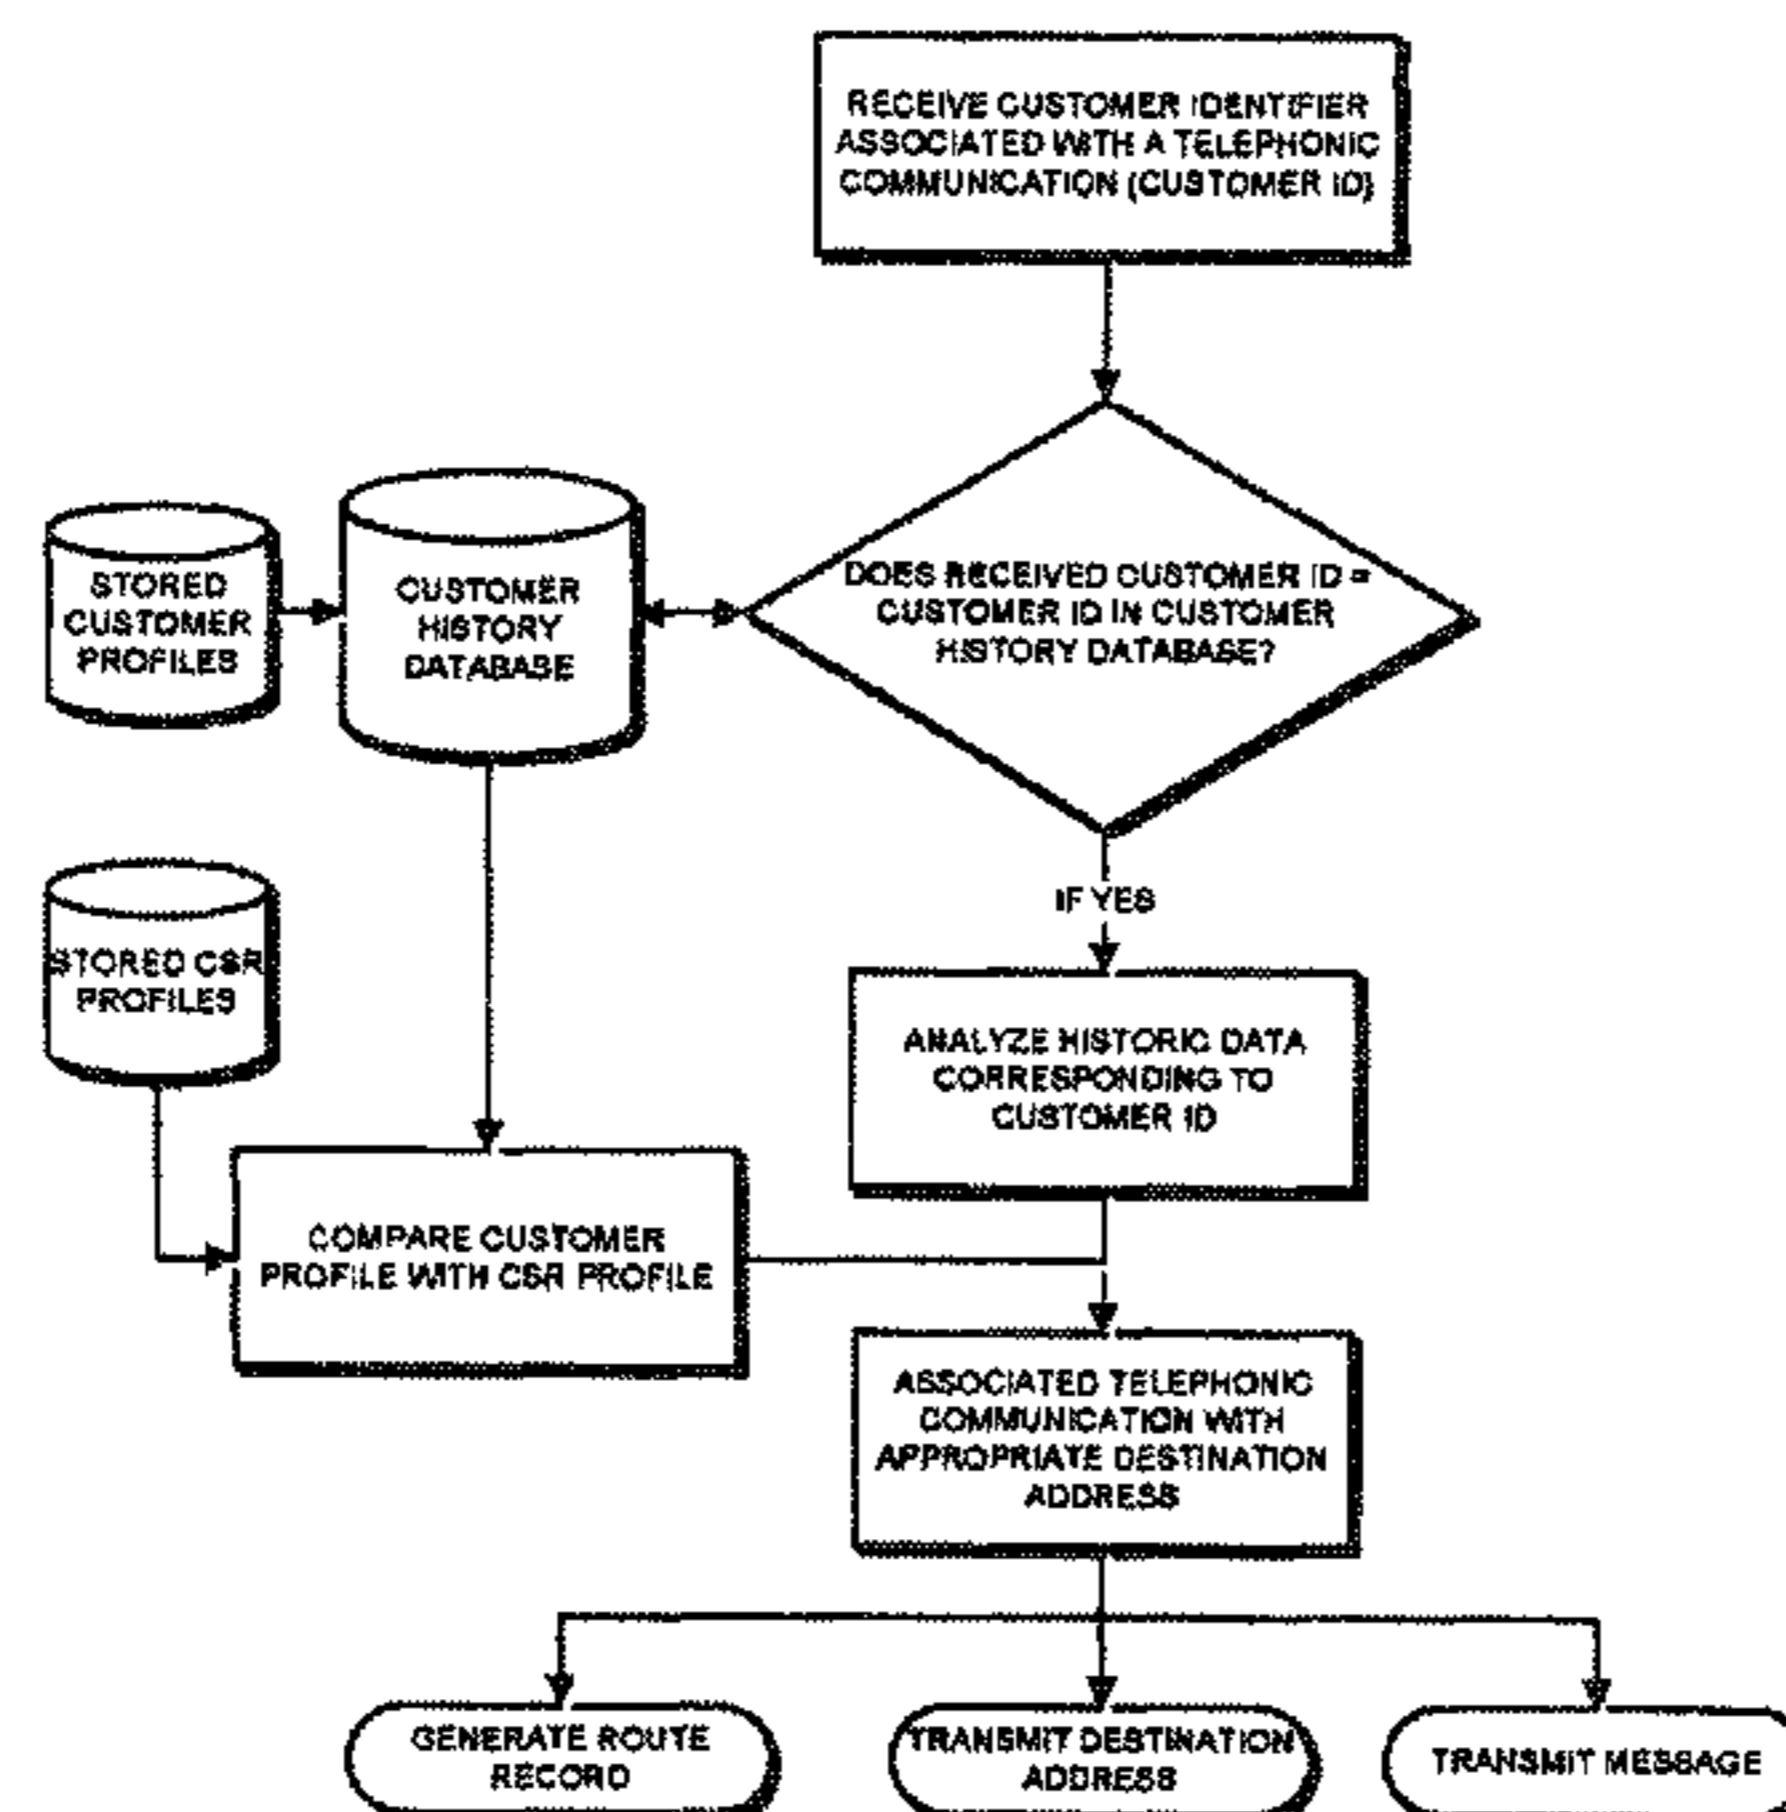 RECEIVE CUSTOMER IDENTIFIER
ASSOCIATED WITH A TELEPHONIC
COMMUNICATION (CUSTOMER ID)
STORED
CUSTOMER
PROFILES
CUSTOMER
HISTORY
DATABASE
DOES RECEIVED CUSTOMER ID =
CUSTOMER ID IN CUSTOMER
HISTORY DATABASE?
IF YES
STORED CSR
PROFILES
ANALYZE HISTORIC DATA
CORRESPONDING TO
CUSTOMER ID
COMPARE CUSTOMER
PROFILE WITH CSR PROFILE
ASSOCIATED TELEPHONIC
COMMUNICATION WITH
APPROPRIATE DESTINATION
ADDRESS
GENERATE ROUTE
RECORD
TRANSMIT DESTINATION
ADDRESS
TRANSMIT MESSAGE